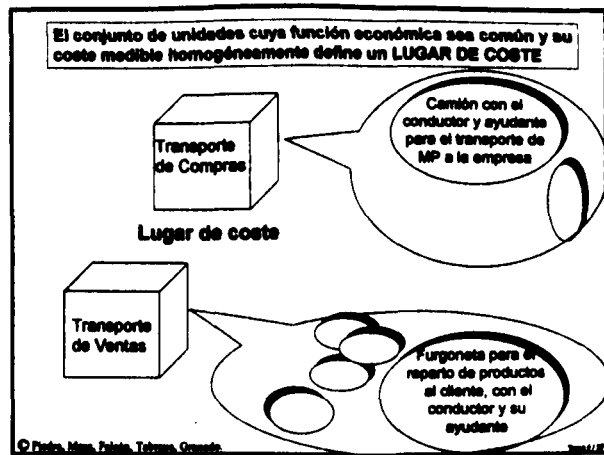 El conjunto de unidades cuya función económica sea común y su
coste medible homogéneamente define un LUGAR DE COSTE
Transporte
de Compras
Camión con el
conductor y ayudante
para el transporte de
MP a la empresa
Lugar de coste
Transporte
de Ventas
Furgoneta para el
reparto de productos
al cliente, con el
conductor y su
ayudante
©